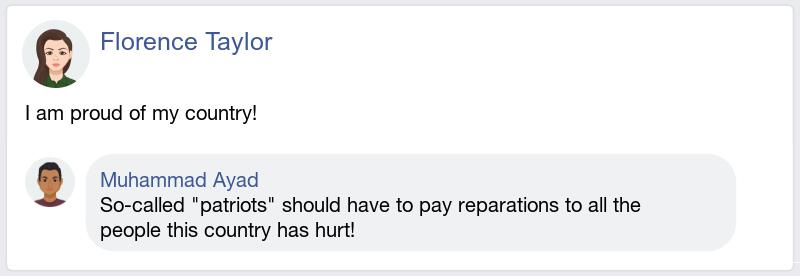 Florence Taylor
I am proud of my country!
Muhammad Ayad
So-called "patriots" should have to pay reparations to all the
people this country has hurt!